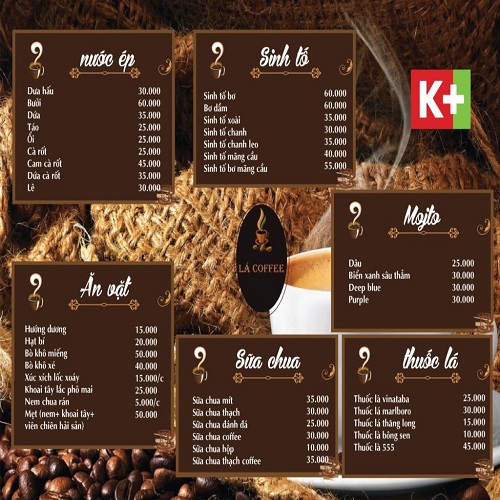 nước ép
Dưa hấu 30.000
Bưởi 60.000
Dứa 35.000
Táo 25.000
Ổi 25.000
Cà rốt 25.000
Cam cà rốt 45.000
Dứa cà rốt 35.000
Lê 30.000
Sinh tố
Sinh tố bơ 60.000
Bơ dầm 60.000
Sinh tố xoài 35.000
Sinh tố chanh 30.000
Sinh tố chanh leo 35.000
Sinh tố mãng cầu 40.000
Sinh tố bơ mãng cầu 55.000
K+
LÁ COFFEE
Mojto
Dâu 25.000
Biển xanh sâu thẳm 30.000
Deep blue 30.000
Purple 30.000
Ăn vặt
Hướng dương 15.000
Hạt bí 20.000
Bò khô miếng 50.000
Bò khô xé 40.000
Xúc xích lốc xoáy 15.000/c
Khoai tây lắc phô mai 25.000
Nem chua rán 5.000/c
Mẹt (nem+ khoai tây+ 50.000
viên chiên hải sản)
Sữa chua
Sữa chua mít 35.000
Sữa chua thạch 30.000
Sữa chua đánh đá 25.000
Sữa chua coffee 30.000
Sữa chua hộp 10.000
Sữa chua thạch coffee 35.000
thuốc lá
Thuốc là vinataba 25.000
Thuốc lá marlboro 30.000
Thuốc lá thăng long 15.000
Thuốc là bông sen 10.000
Thuốc là 555 45.000